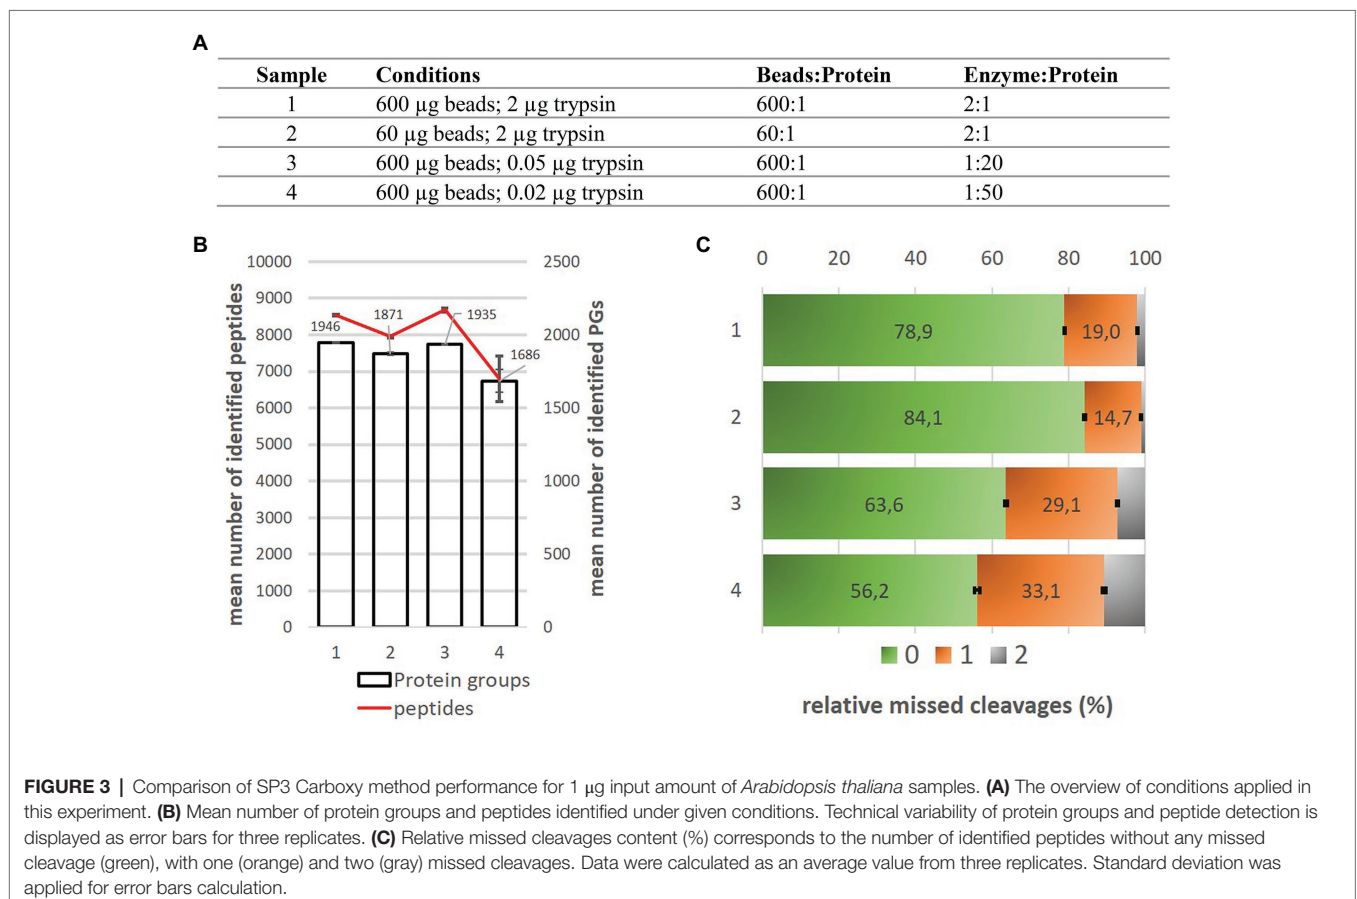 A
Sample Conditions Beads:Protein Enzyme:Protein
1 600 µg beads; 2 µg trypsin 600:1 2:1
2 60 µg beads; 2 µg trypsin 60:1 2:1
3 600 µg beads; 0.05 µg trypsin 600:1 1:20
4 600 µg beads; 0.02 µg trypsin 600:1 1:50
B
mean number of identified peptides
10000
9000
8000
7000
6000
5000
4000
3000
2000
1000
0
1946
1871
1935
1686
2500
2000
1500
1000
500
0
mean number of identified PGs
1 2 3 4
Protein groups
peptides
C
0 20 40 60 80 100
1 78,9 19,0
2 84,1 14,7
3 63,6 29,1
4 56,2 33,1
0 1 2
relative missed cleavages (%)
FIGURE 3 | Comparison of SP3 Carboxy method performance for 1 μg input amount of Arabidopsis thaliana samples. (A) The overview of conditions applied in
this experiment. (B) Mean number of protein groups and peptides identified under given conditions. Technical variability of protein groups and peptide detection is
displayed as error bars for three replicates. (C) Relative missed cleavages content (%) corresponds to the number of identified peptides without any missed
cleavage (green), with one (orange) and two (gray) missed cleavages. Data were calculated as an average value from three replicates. Standard deviation was
applied for error bars calculation.